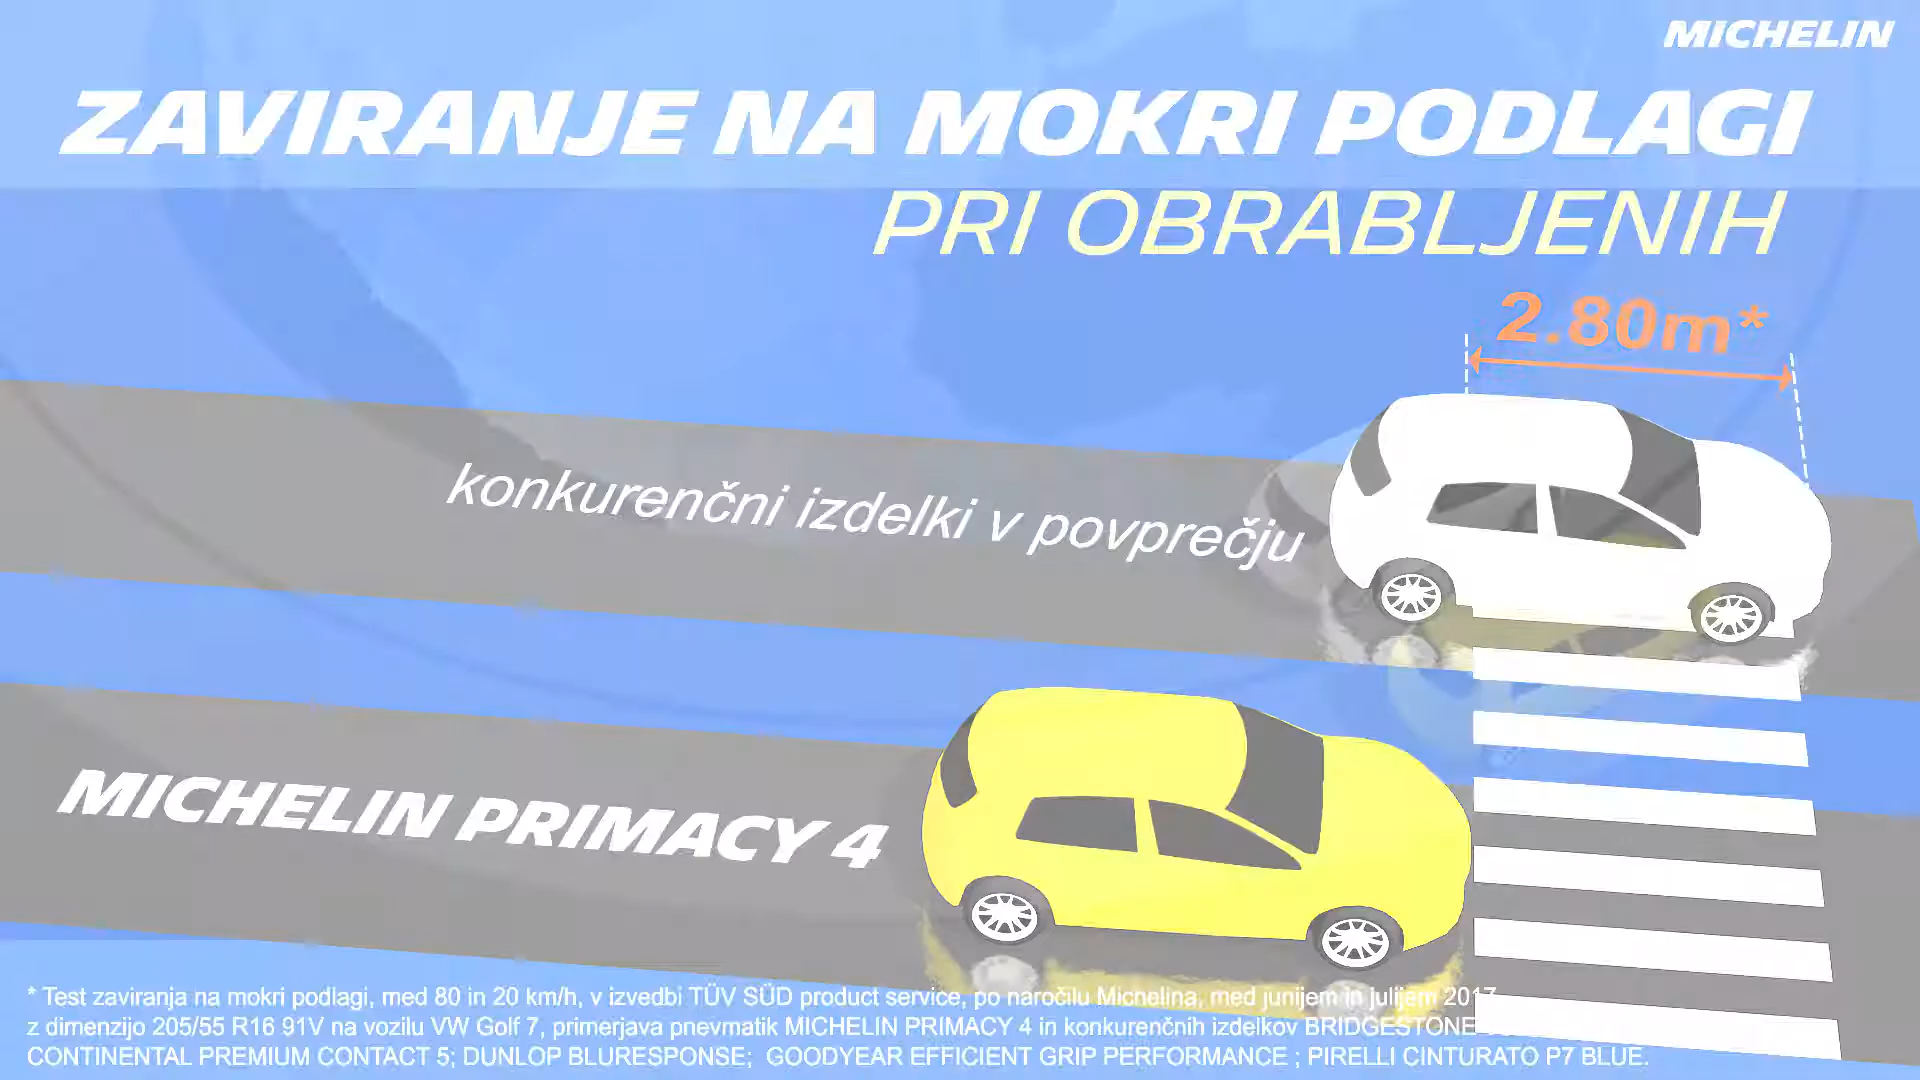 MICHELIN
ZAVIRANJE NA MOKRI PODLAGI
PRI OBRABLJENIH
2.80m*
konkurenčni izdelki v povprečju
MICHELIN PRIMACY 4
* Test zaviranja na mokri podlagi, med 80 in 20 km/h, v izvedbi TÜV SÜD product service, po naročilu Michelina, med junijem in julijem 2017
z dimenzijo 205/55 R16 91V na vozilu VW Golf 7, primerjava pnevmatik MICHELIN PRIMACY 4 in konkurenčnih izdelkov BRIDGESTONE
CONTINENTAL PREMIUM CONTACT 5; DUNLOP BLURESPONSE; GOODYEAR EFFICIENT GRIP PERFORMANCE ; PIRELLI CINTURATO P7 BLUE.